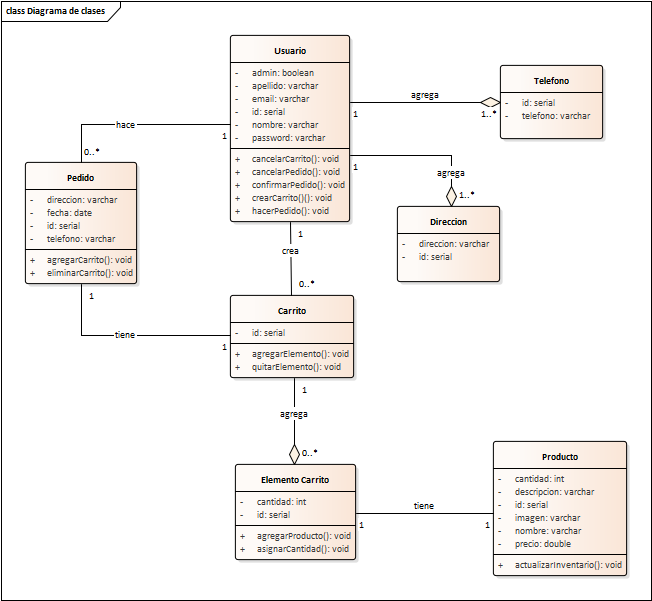 class Diagrama de clases
Usuario
- admin: boolean
- apellido: varchar
- email: varchar
- id: serial
- nombre: varchar
- password: varchar
+ cancelarCarrito(): void
+ cancelarPedido(): void
+ confirmarPedido(): void
+ crearCarrito()(): void
+ hacerPedido(): void
Telefono
- id: serial
- telefono: varchar
agrega
1
1..*
hace
1
0..*
1
agrega
1..*
Pedido
- direccion: varchar
- fecha: date
- id: serial
- telefono: varchar
+ agregarCarrito(): void
+ eliminarCarrito(): void
Direccion
- direccion: varchar
- id: serial
1
crea
0..*
1
tiene
1
Carrito
- id: serial
+ agregarElemento(): void
+ quitarElemento(): void
1
agrega
0..*
Elemento Carrito
- cantidad: int
- id: serial
+ agregarProducto(): void
+ asignarCantidad(): void
tiene
1
1
Producto
- cantidad: int
- descripcion: varchar
- id: serial
- imagen: varchar
- nombre: varchar
- precio: double
+ actualizarInventario(): void